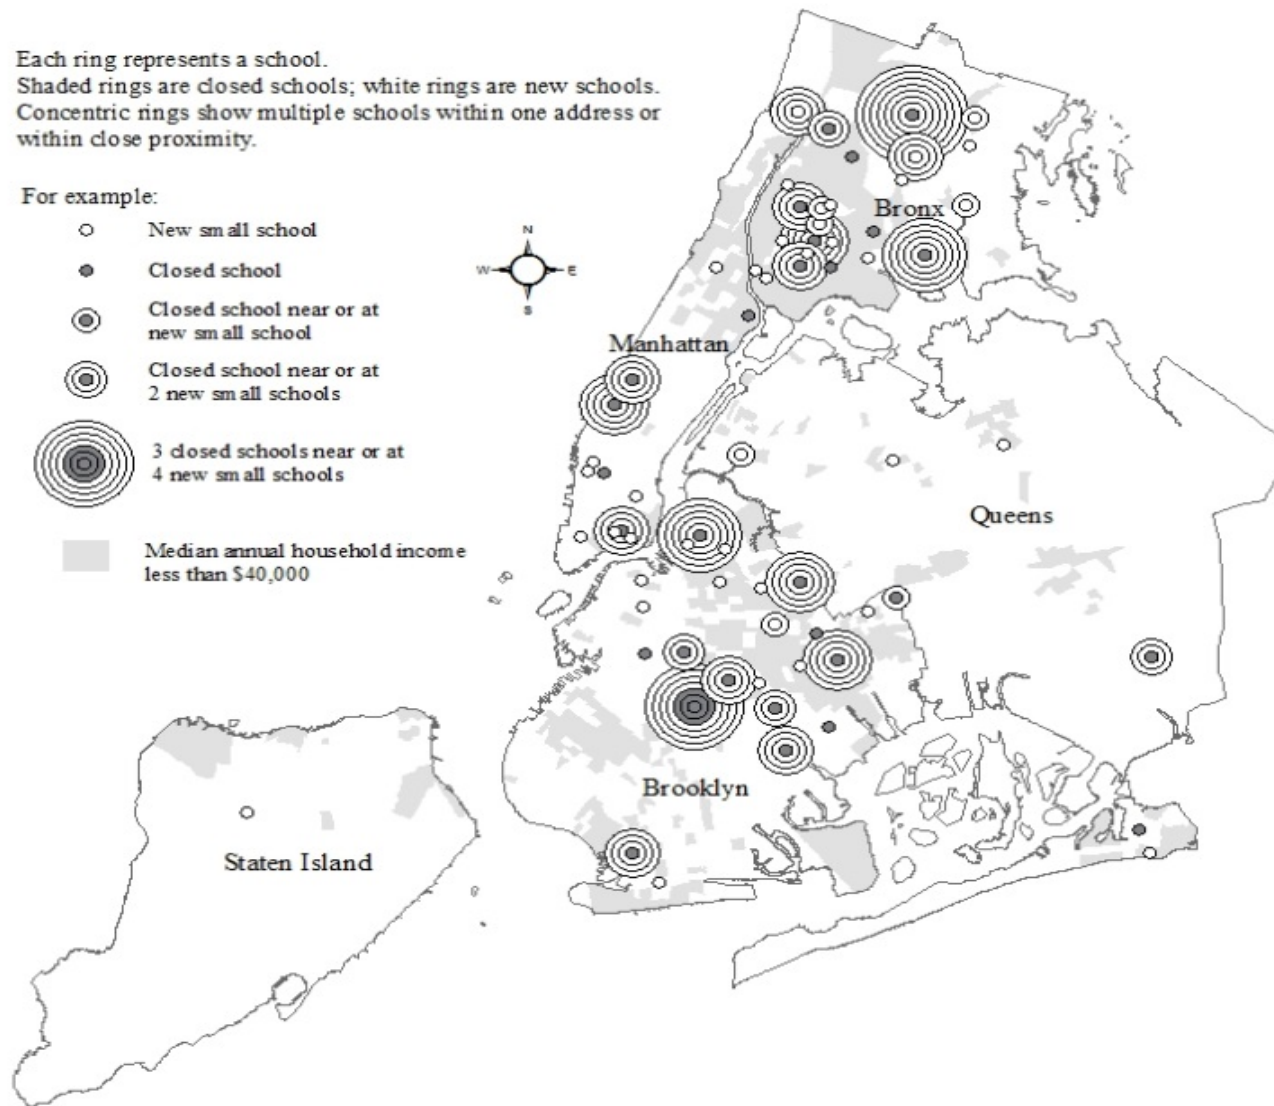 Each ring represents a school.
Shaded rings are closed schools; white rings are new schools.
Concentric rings show multiple schools within one address or
within close proximity.
For example:
New small school
Closed school
Closed school near or at
new small school
Closed school near or at
2 new small schools
3 closed schools near or at
4 new small schools
Median annual household income
less than $40,000
N
W
E
S
Bronx
Manhattan
Queens
Brooklyn
Staten Island